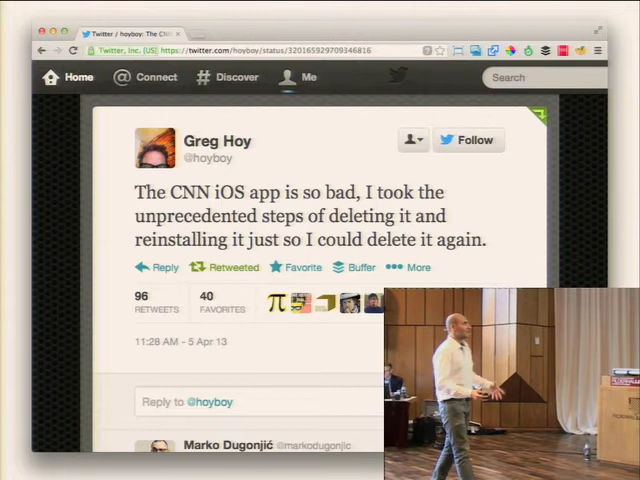 Twitter / hoyboy: The CNN
Twitter, Inc. [US]
https://twitter.com/hoyboy/status/320165929709346816
Home
Connect
Discover
Me
Search
Greg Hoy
@hoyboy
Follow
The CNN iOS app is so bad, I took the
unprecedented steps of deleting it and
reinstalling it just so I could delete it again.
Reply
Retweeted
Favorite
Buffer
More
96
RETWEETS
40
FAVORITES
π
11:28 AM - 5 Apr 13
Reply to @hoyboy
Marko Dugonjić @markodugonjic